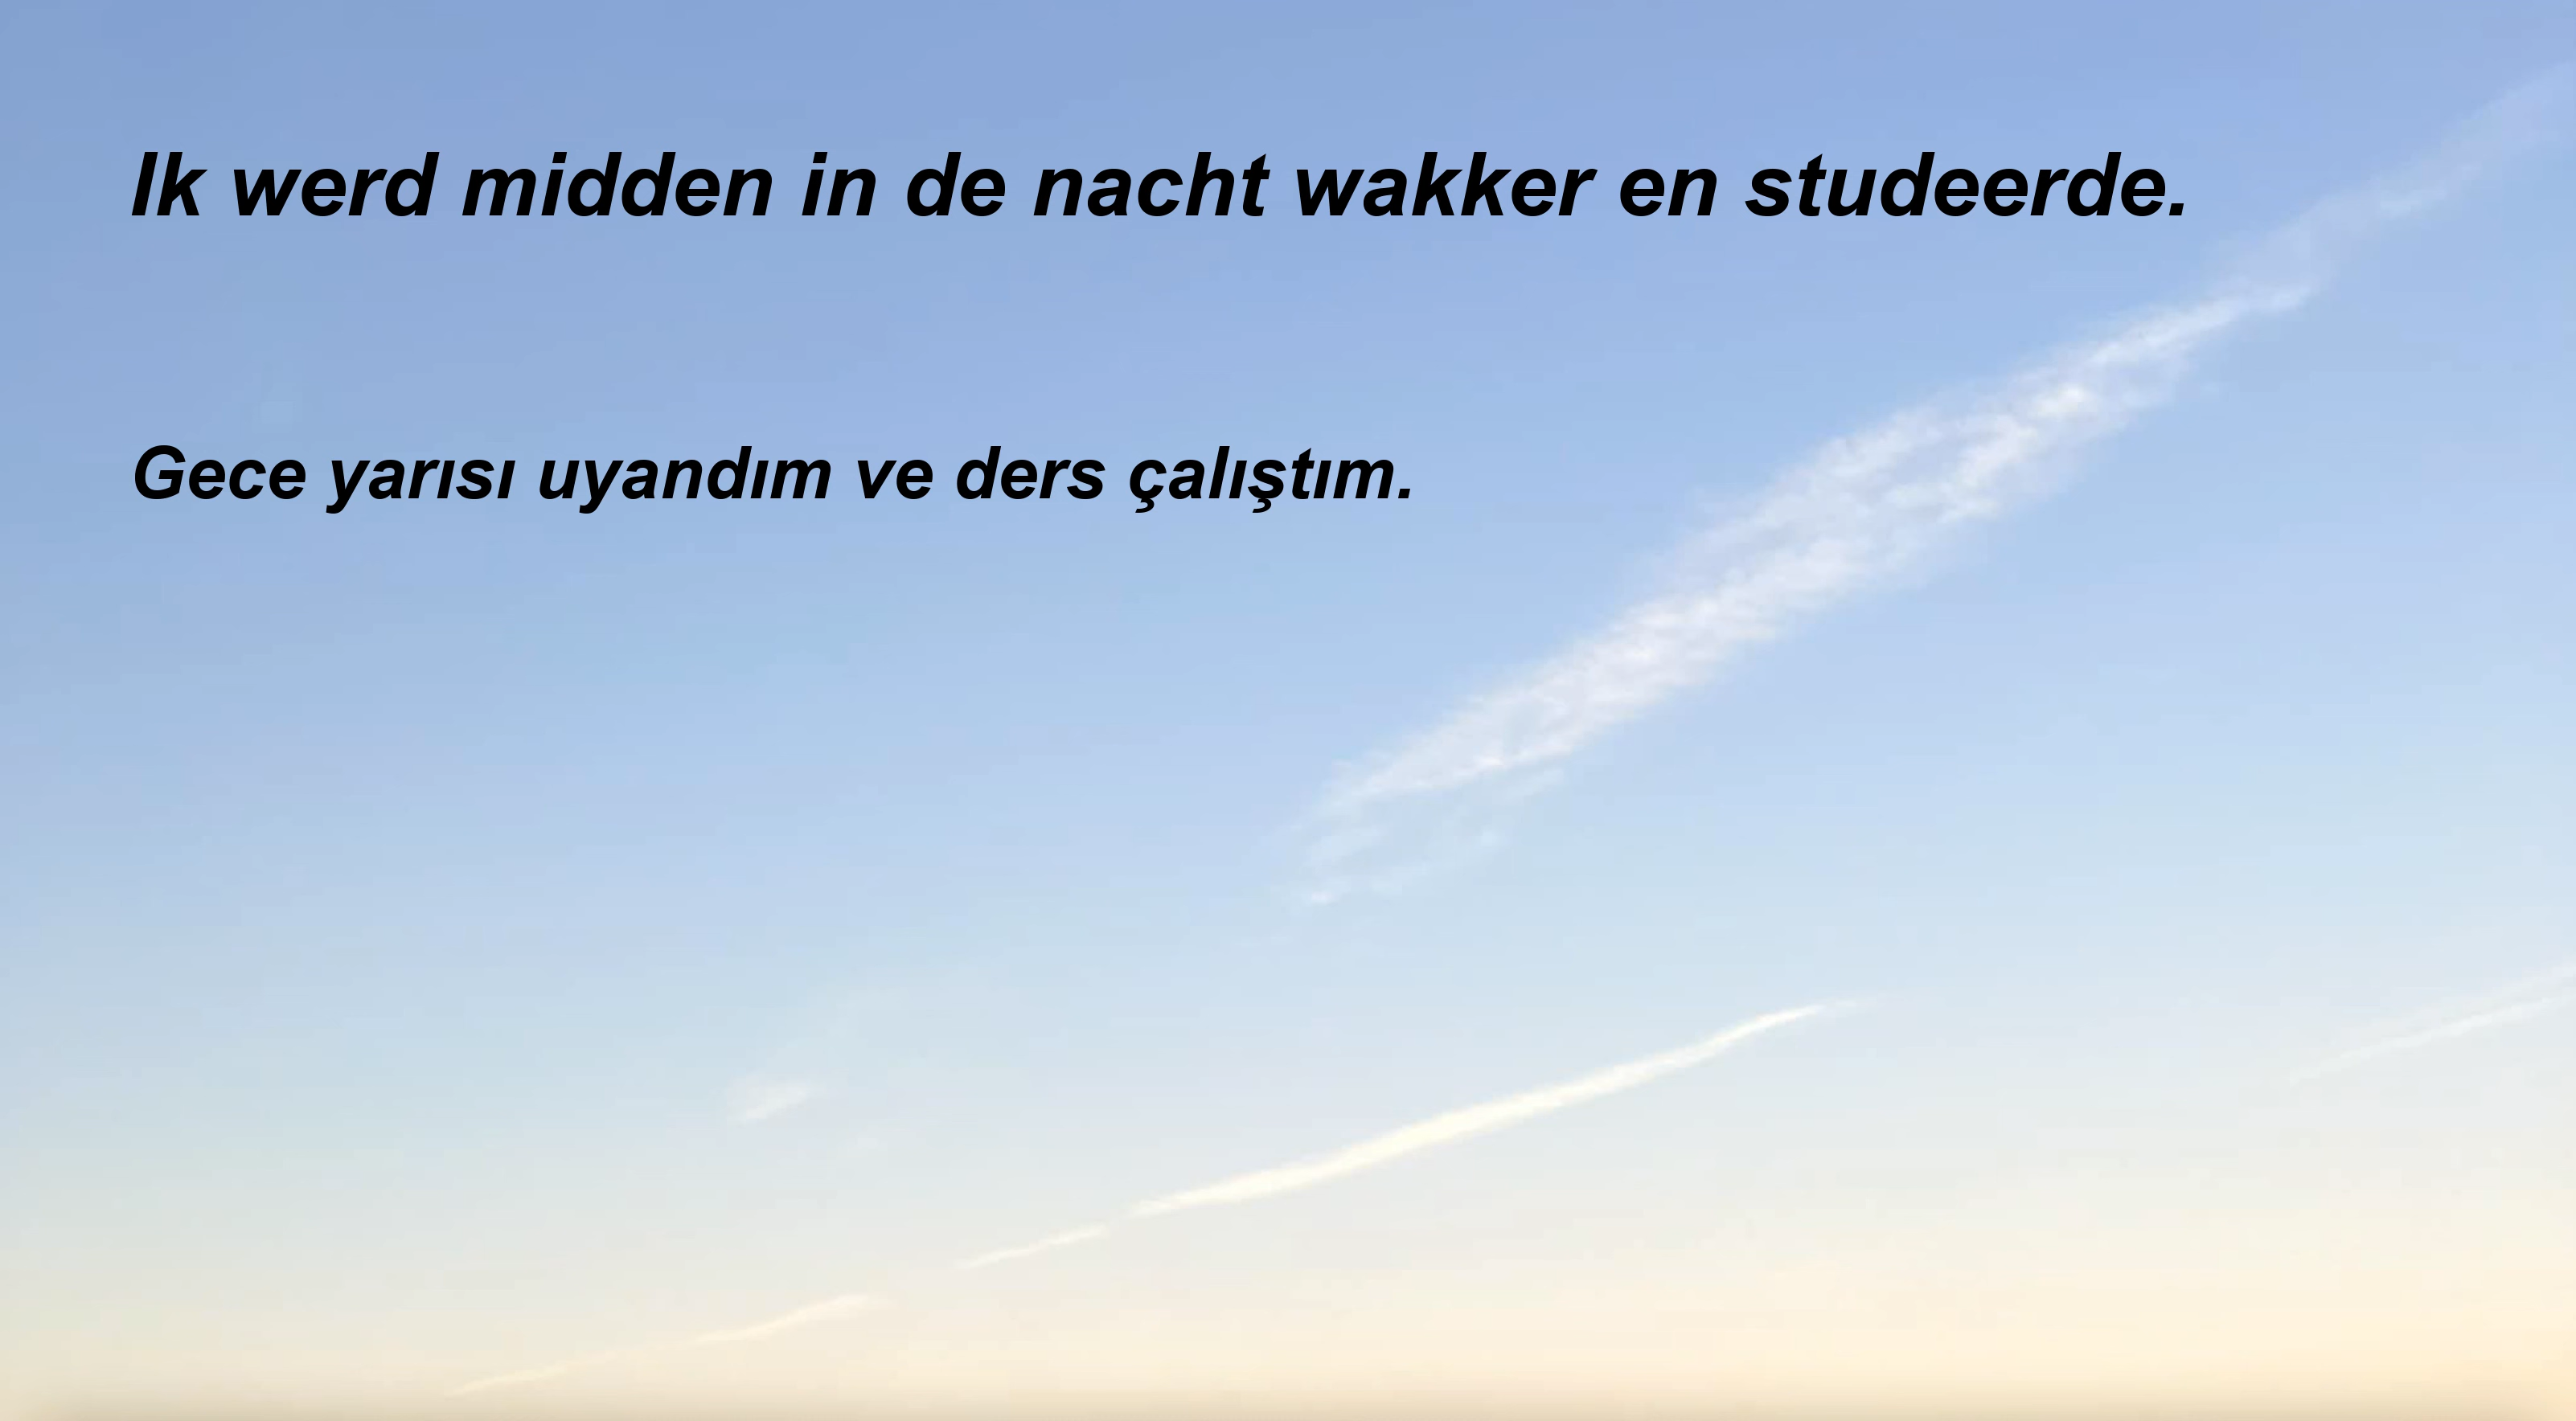 Ik werd midden in de nacht wakker en studeerde.
Gece yarısı uyandım ve ders çalıştım.